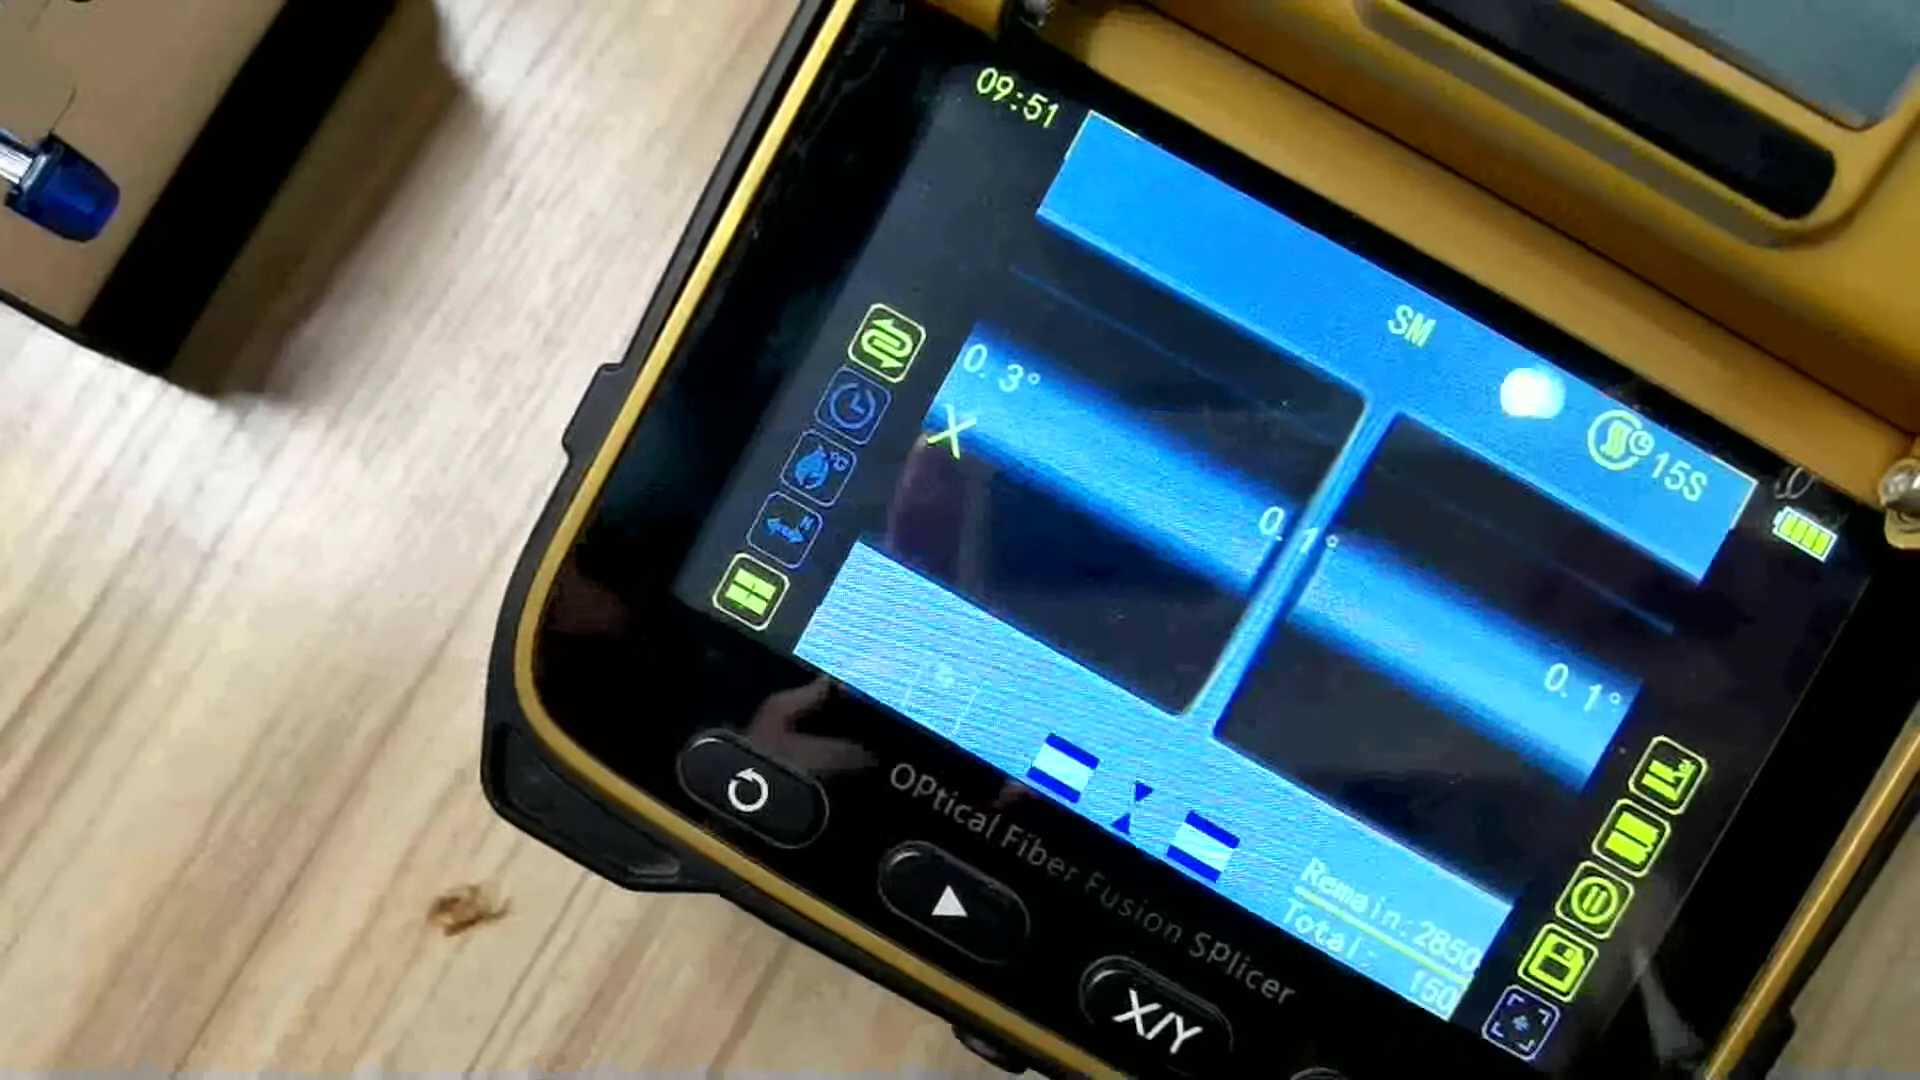 09:51
SM
15S
0.3°
X
0.1°
0.1°
Remain:2850
Total: 150
OPtical Fiber Fusion SPlicer
X/Y